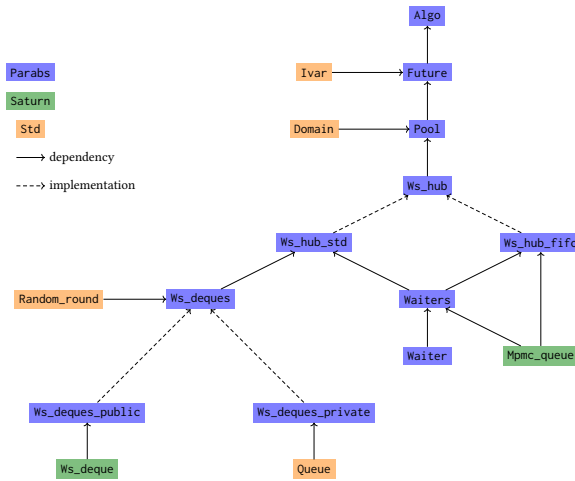 Algo
Parabs
Ivar
Future
Saturn
Std
Domain
Pool
dependency
implementation
Ws_hub
Ws_hub_std
Ws_hub_fifo
Random_round
Ws_deques
Waiters
Waiter
Mpmc_queue
Ws_deques_public
Ws_deques_private
Ws_deque
Queue